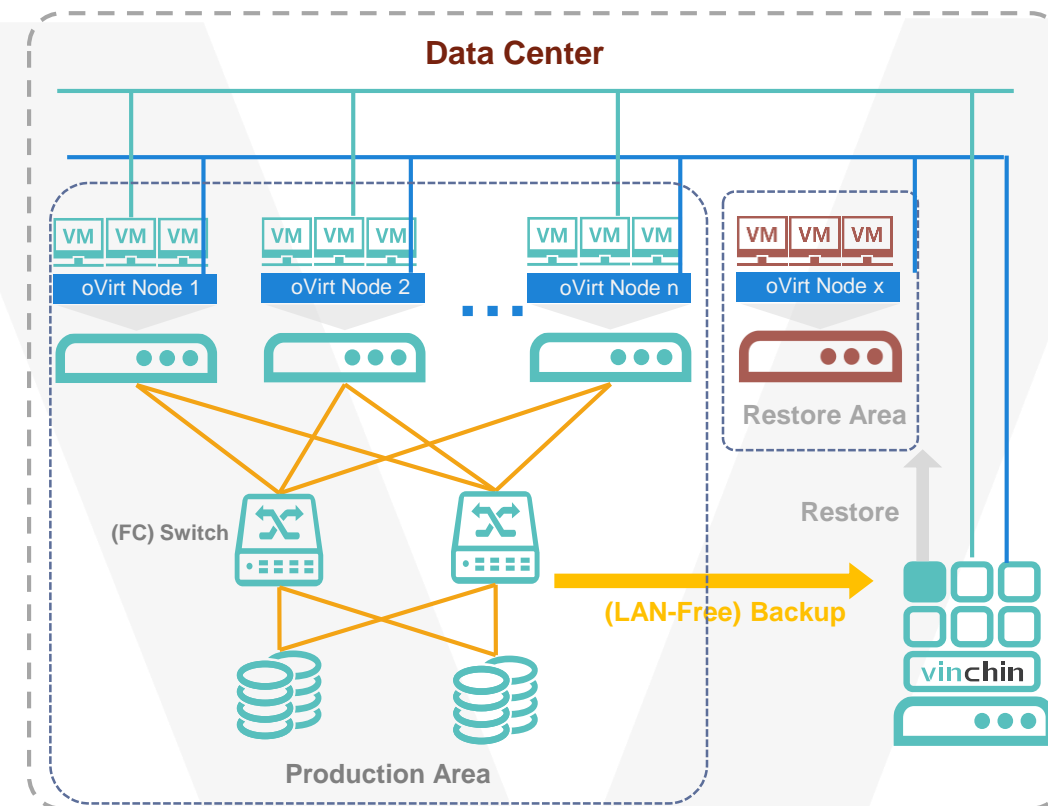 Data Center
VM VM VM
VM VM VM
VM VM VM
VM VM VM
oVirt Node 1
oVirt Node 2
oVirt Node n
oVirt Node x
...
Restore Area
(FC) Switch
Restore
(LAN-Free) Backup
vinchin
Production Area